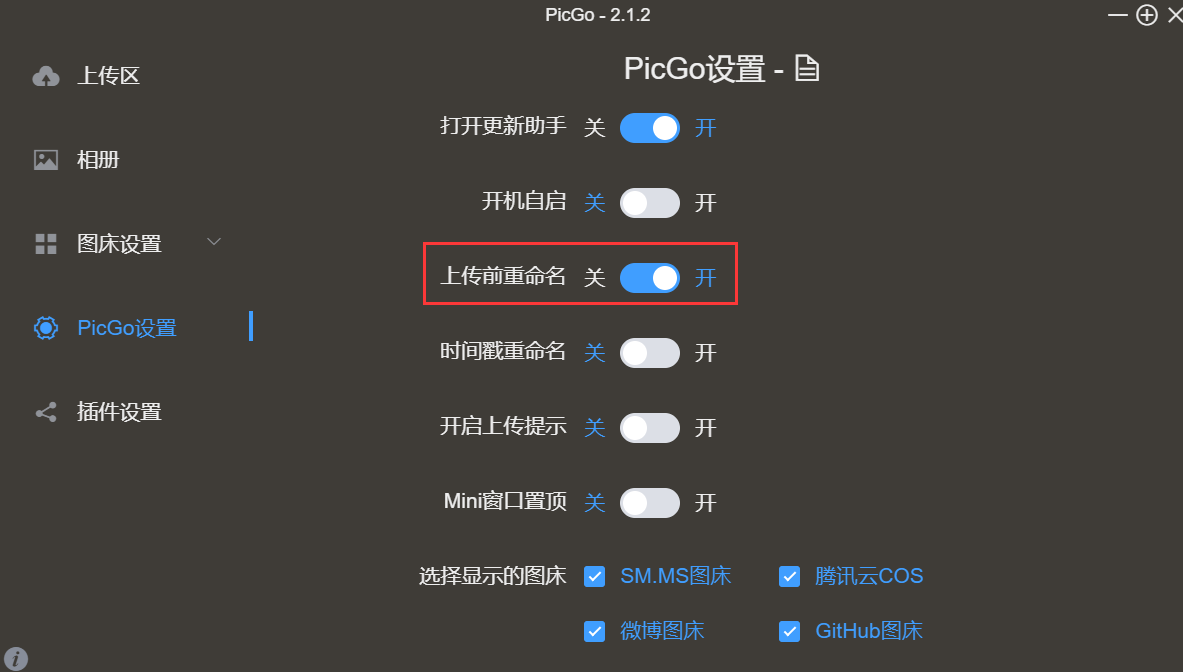 PicGo - 2.1.2
上传区
相册
图床设置
PicGo设置
插件设置
PicGo设置 -
打开更新助手 关 开
开机自启 关 开
上传前重命名 关 开
时间戳重命名 关 开
开启上传提示 关 开
Mini窗口置顶 关 开
选择显示的图床 SM.MS图床 腾讯云COS
微博图床 GitHub图床